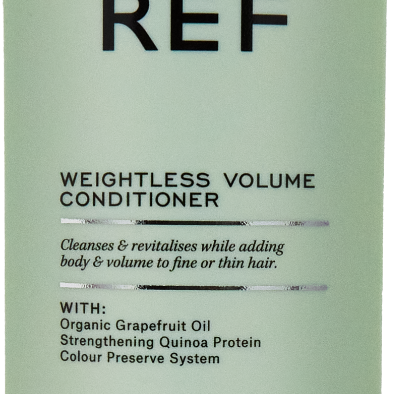 REF
WEIGHTLESS VOLUME
CONDITIONER
Cleanses & revitalises while adding
body & volume to fine or thin hair.
WITH:
Organic Grapefruit Oil
Strengthening Quinoa Protein
Colour Preserve System